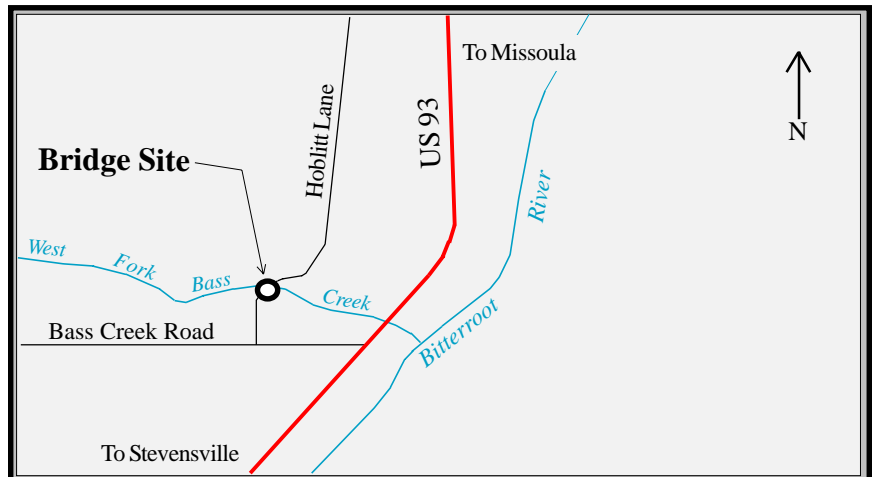 To Missoula
N
US 93
Hoblitt Lane
Bridge Site
River
West Fork Bass Creek
Bass Creek Road
Bitterroot
To Stevensville